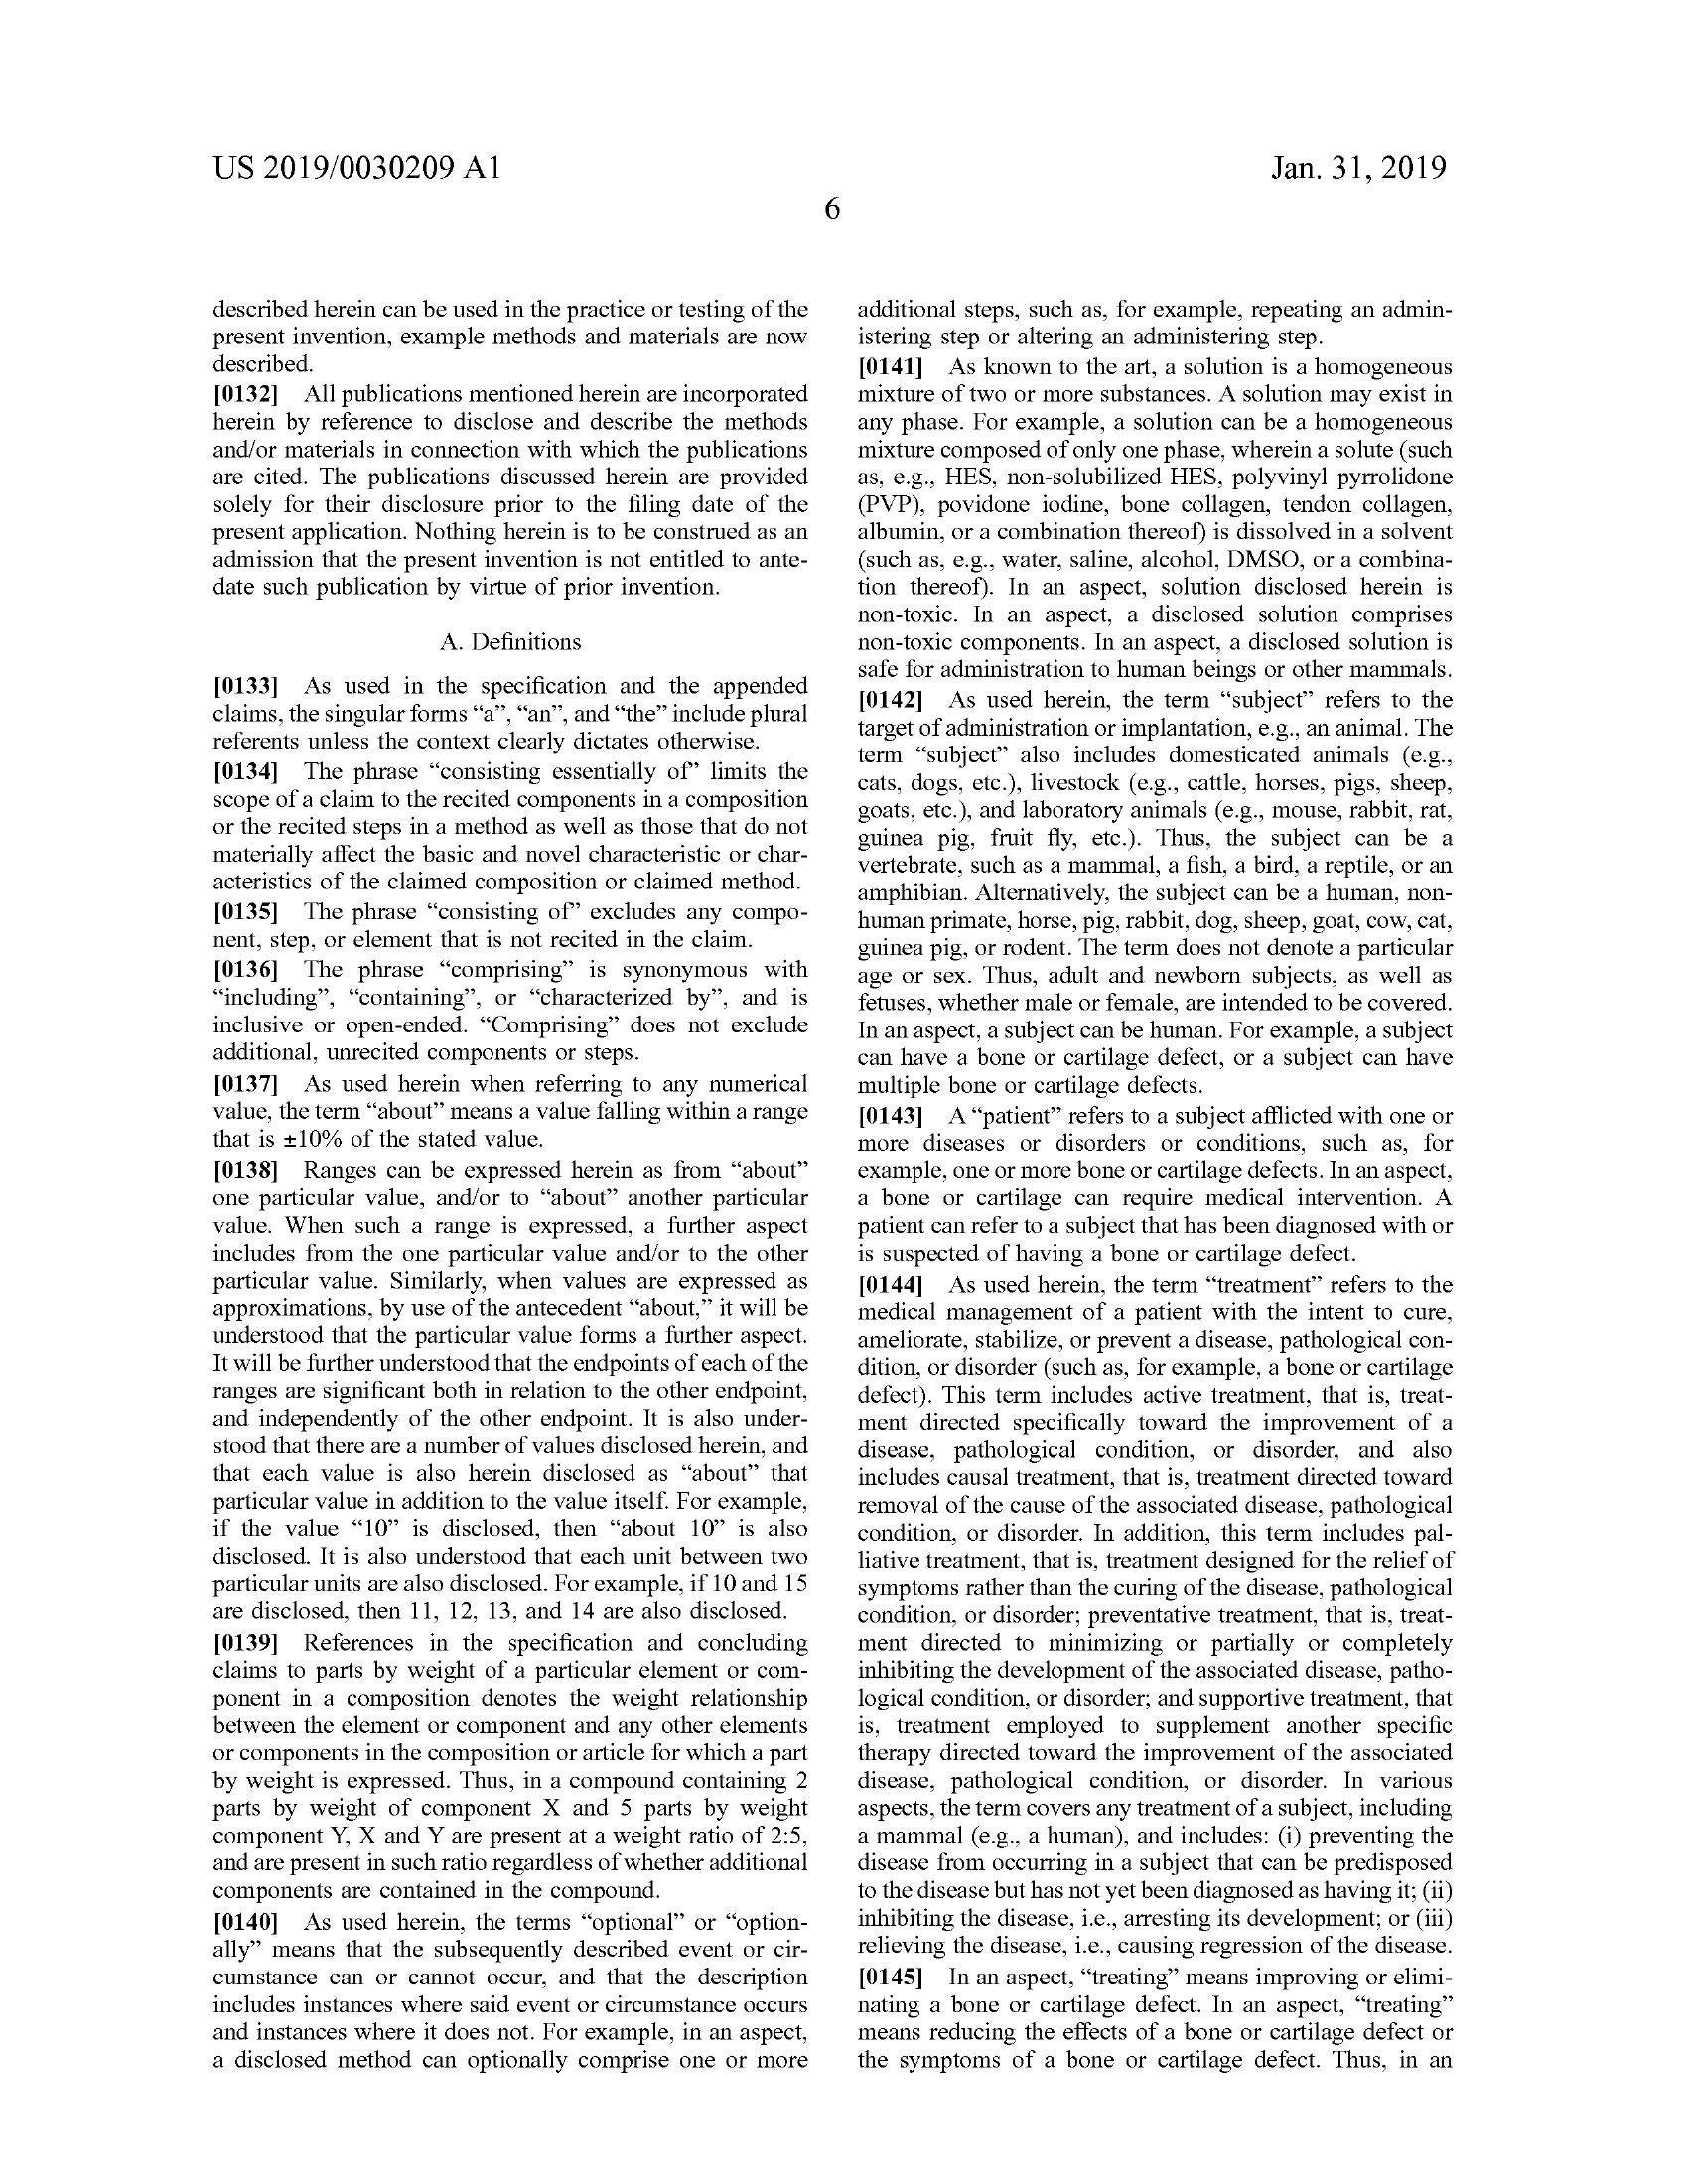 US 2019/0030209 A1
Jan. 31, 2019
6
described herein can be used in the practice or testing of the
present invention, example methods and materials are now
described.
[0132] All publications mentioned herein are incorporated
herein by reference to disclose and describe the methods
and/or materials in connection with which the publications
are cited. The publications discussed herein are provided
solely for their disclosure prior to the filing date of the
present application. Nothing herein is to be construed as an
admission that the present invention is not entitled to ante-
date such publication by virtue of prior invention.
A. Definitions
[0133] As used in the specification and the appended
claims, the singular forms “a”, “an”, and “the” include plural
referents unless the context clearly dictates otherwise.
[0134] The phrase “consisting essentially of” limits the
scope of a claim to the recited components in a composition
or the recited steps in a method as well as those that do not
materially affect the basic and novel characteristic or char-
acteristics of the claimed composition or claimed method.
[0135] The phrase “consisting of” excludes any compo-
nent, step, or element that is not recited in the claim.
[0136] The phrase “comprising” is synonymous with
“including”, “containing”, or “characterized by”, and is
inclusive or open-ended. “Comprising” does not exclude
additional, unrecited components or steps.
[0137] As used herein when referring to any numerical
value, the term “about” means a value falling within a range
that is ±10% of the stated value.
[0138] Ranges can be expressed herein as from “about”
one particular value, and/or to “about” another particular
value. When such a range is expressed, a further aspect
includes from the one particular value and/or to the other
particular value. Similarly, when values are expressed as
approximations, by use of the antecedent “about,” it will be
understood that the particular value forms a further aspect.
It will be further understood that the endpoints of each of the
ranges are significant both in relation to the other endpoint,
and independently of the other endpoint. It is also under-
stood that there are a number of values disclosed herein, and
that each value is also herein disclosed as “about” that
particular value in addition to the value itself. For example,
if the value “10” is disclosed, then “about 10” is also
disclosed. It is also understood that each unit between two
particular units are also disclosed. For example, if 10 and 15
are disclosed, then 11, 12, 13, and 14 are also disclosed.
[0139] References in the specification and concluding
claims to parts by weight of a particular element or com-
ponent in a composition denotes the weight relationship
between the element or component and any other elements
or components in the composition or article for which a part
by weight is expressed. Thus, in a compound containing 2
parts by weight of component X and 5 parts by weight
component Y, X and Y are present at a weight ratio of 2:5,
and are present in such ratio regardless of whether additional
components are contained in the compound.
[0140] As used herein, the terms “optional” or “option-
ally” means that the subsequently described event or cir-
cumstance can or cannot occur, and that the description
includes instances where said event or circumstance occurs
and instances where it does not. For example, in an aspect,
a disclosed method can optionally comprise one or more
additional steps, such as, for example, repeating an admin-
istering step or altering an administering step.
[0141] As known to the art, a solution is a homogeneous
mixture of two or more substances. A solution may exist in
any phase. For example, a solution can be a homogeneous
mixture composed of only one phase, wherein a solute (such
as, e.g., HES, non-solubilized HES, polyvinyl pyrrolidone
(PVP), povidone iodine, bone collagen, tendon collagen,
albumin, or a combination thereof) is dissolved in a solvent
(such as, e.g., water, saline, alcohol, DMSO, or a combina-
tion thereof). In an aspect, solution disclosed herein is
non-toxic. In an aspect, a disclosed solution comprises
non-toxic components. In an aspect, a disclosed solution is
safe for administration to human beings or other mammals.
[0142] As used herein, the term “subject” refers to the
target of administration or implantation, e.g., an animal. The
term “subject” also includes domesticated animals (e.g.,
cats, dogs, etc.), livestock (e.g., cattle, horses, pigs, sheep,
goats, etc.), and laboratory animals (e.g., mouse, rabbit, rat,
guinea pig, fruit fly, etc.). Thus, the subject can be a
vertebrate, such as a mammal, a fish, a bird, a reptile, or an
amphibian. Alternatively, the subject can be a human, non-
human primate, horse, pig, rabbit, dog, sheep, goat, cow, cat,
guinea pig, or rodent. The term does not denote a particular
age or sex. Thus, adult and newborn subjects, as well as
fetuses, whether male or female, are intended to be covered.
In an aspect, a subject can be human. For example, a subject
can have a bone or cartilage defect, or a subject can have
multiple bone or cartilage defects.
[0143] A “patient” refers to a subject afflicted with one or
more diseases or disorders or conditions, such as, for
example, one or more bone or cartilage defects. In an aspect,
a bone or cartilage can require medical intervention. A
patient can refer to a subject that has been diagnosed with or
is suspected of having a bone or cartilage defect.
[0144] As used herein, the term “treatment” refers to the
medical management of a patient with the intent to cure,
ameliorate, stabilize, or prevent a disease, pathological con-
dition, or disorder (such as, for example, a bone or cartilage
defect). This term includes active treatment, that is, treat-
ment directed specifically toward the improvement of a
disease, pathological condition, or disorder, and also
includes causal treatment, that is, treatment directed toward
removal of the cause of the associated disease, pathological
condition, or disorder. In addition, this term includes pal-
liative treatment, that is, treatment designed for the relief of
symptoms rather than the curing of the disease, pathological
condition, or disorder; preventative treatment, that is, treat-
ment directed to minimizing or partially or completely
inhibiting the development of the associated disease, patho-
logical condition, or disorder; and supportive treatment, that
is, treatment employed to supplement another specific
therapy directed toward the improvement of the associated
disease, pathological condition, or disorder. In various
aspects, the term covers any treatment of a subject, including
a mammal (e.g., a human), and includes: (i) preventing the
disease from occurring in a subject that can be predisposed
to the disease but has not yet been diagnosed as having it; (ii)
inhibiting the disease, i.e., arresting its development; or (iii)
relieving the disease, i.e., causing regression of the disease.
[0145] In an aspect, “treating” means improving or elimi-
nating a bone or cartilage defect. In an aspect, “treating”
means reducing the effects of a bone or cartilage defect or
the symptoms of a bone or cartilage defect. Thus, in an